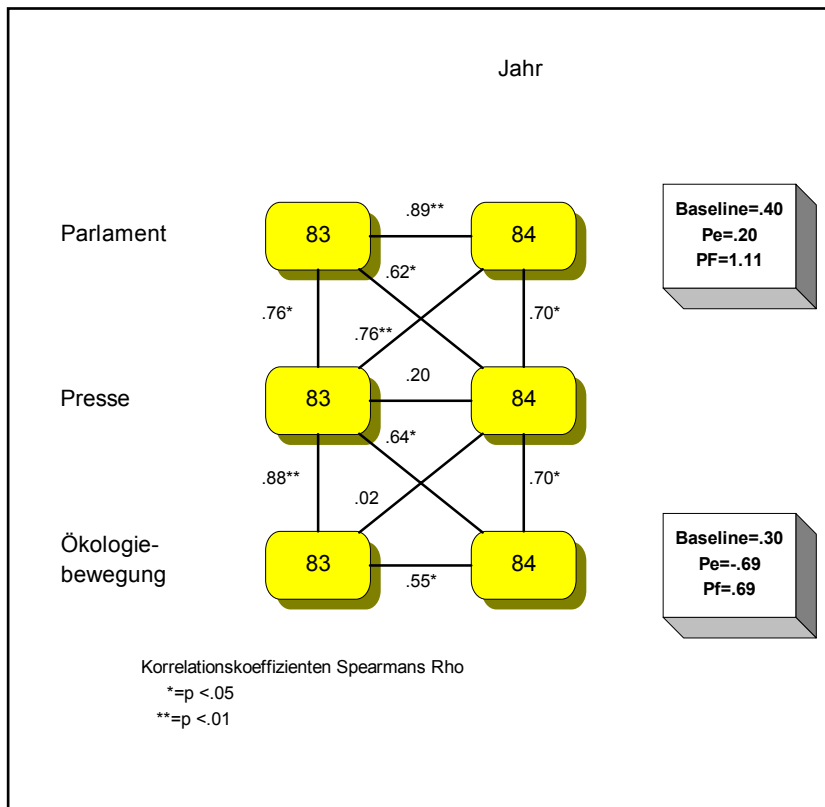 Jahr
Parlament
83
.89**
84
Baseline=.40
Pe=.20
PF=1.11
.62*
.76*
.76**
.70*
Presse
83
.20
84
.64*
.88**
.02
.70*
Ökologie-
bewegung
83
.55*
84
Baseline=.30
Pe=-.69
Pf=.69
Korrelationskoeffizienten Spearmans Rho
*=p <.05
**=p <.01